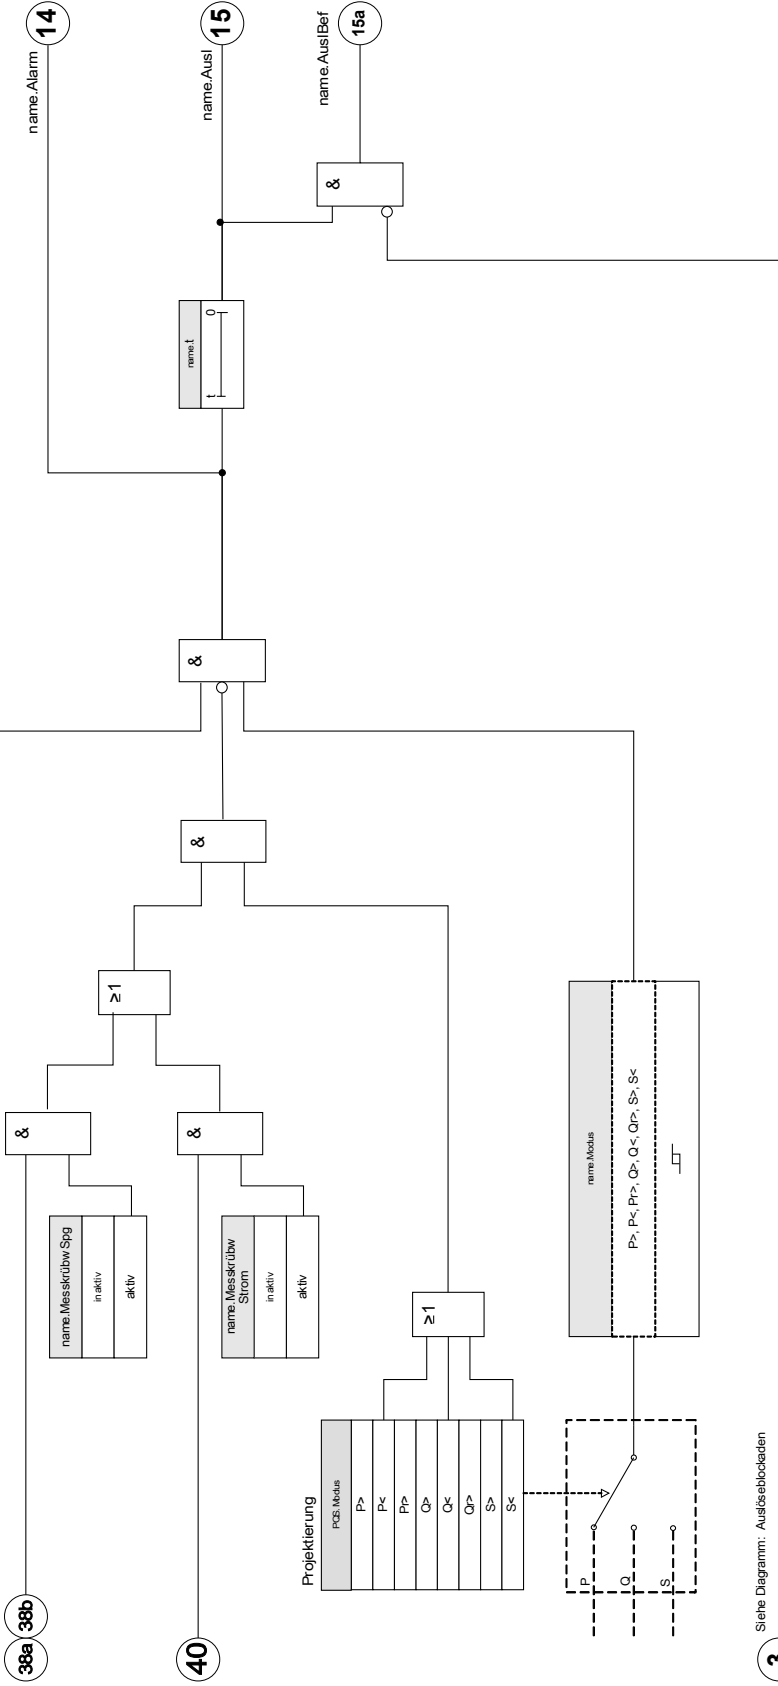 14
name.Alarm
15
name.Ausl
15a
name.AuslBef
&
name.t
t
0
&
&
≥1
&
&
38a
38b
name.Messkrübw Spg
inaktiv
aktiv
40
name.Messkrübw
Strom
inaktiv
aktiv
≥1
Projektierung
PQS.Modus
P>
P<
Pr>
Q>
Q<
Qr>
S>
S<
name.Modus
P>, P<, Pr>, Q>, Q<, Qr>, S>, S<
P
Q
S
3
Siehe Diagramm: Auslöseblockaden